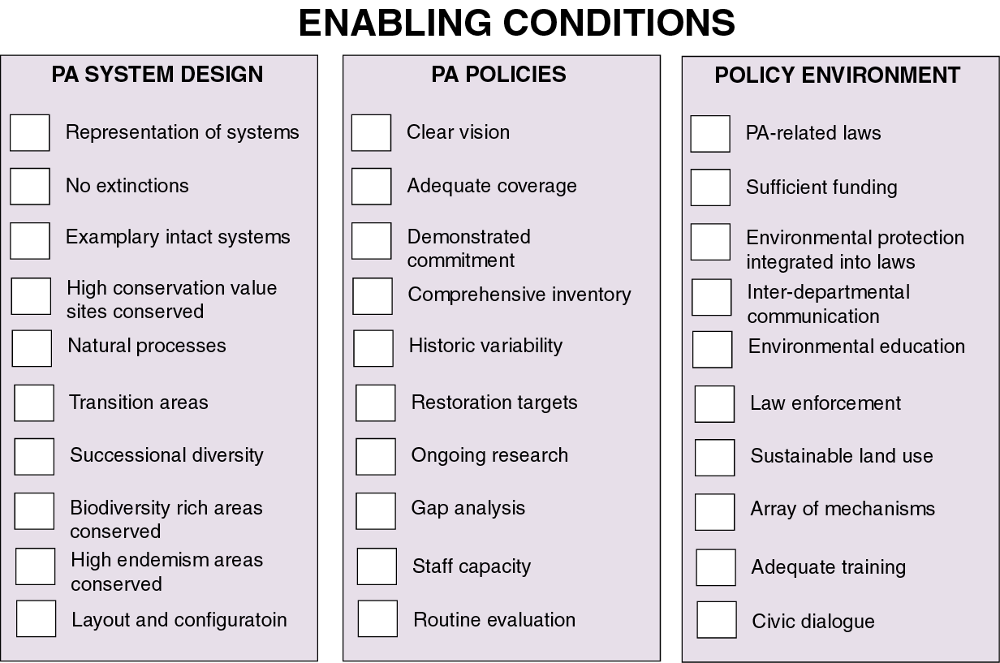 ENABLING CONDITIONS
PA SYSTEM DESIGN
Representation of systems
No extinctions
Examplary intact systems
High conservation value
sites conserved
Natural processes
Transition areas
Successional diversity
Biodiversity rich areas
conserved
High endemism areas
conserved
Layout and configuratoin
PA POLICIES
Clear vision
Adequate coverage
Demonstrated
commitment
Comprehensive inventory
Historic variability
Restoration targets
Ongoing research
Gap analysis
Staff capacity
Routine evaluation
POLICY ENVIRONMENT
PA-related laws
Sufficient funding
Environmental protection
integrated into laws
Inter-departmental
communication
Environmental education
Law enforcement
Sustainable land use
Array of mechanisms
Adequate training
Civic dialogue